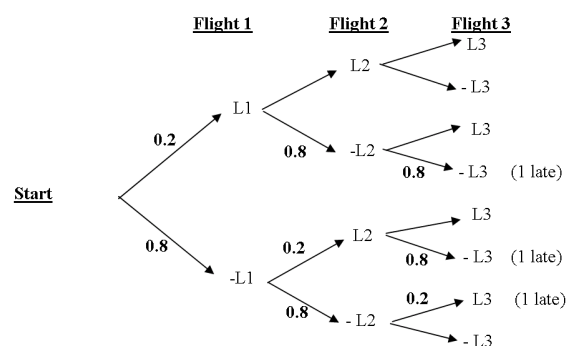 Flight 1 Flight 2 Flight 3
L3
L2
- L3
L1
0.2
L3
0.8
-L2
0.8
- L3 (1 late)
Start
L3
0.2
L2
0.8
0.8
- L3 (1 late)
-L1
0.2
L3 (1 late)
0.8
- L2
- L3